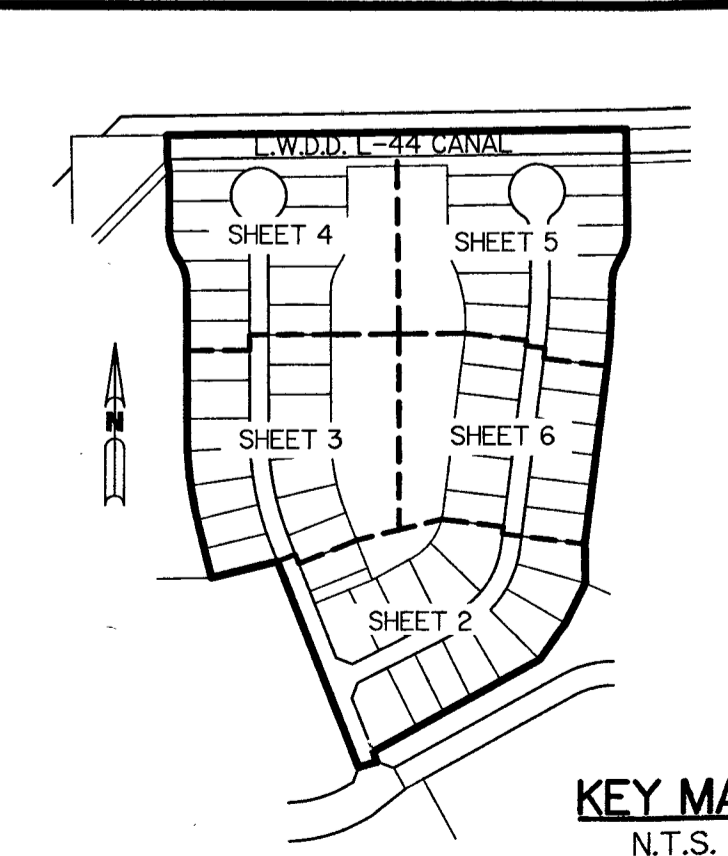 L.W.D.D. L-44 CANAL
SHEET 4
SHEET 5
N
SHEET 3
SHEET 6
SHEET 2
KEY MA
N.T.S.